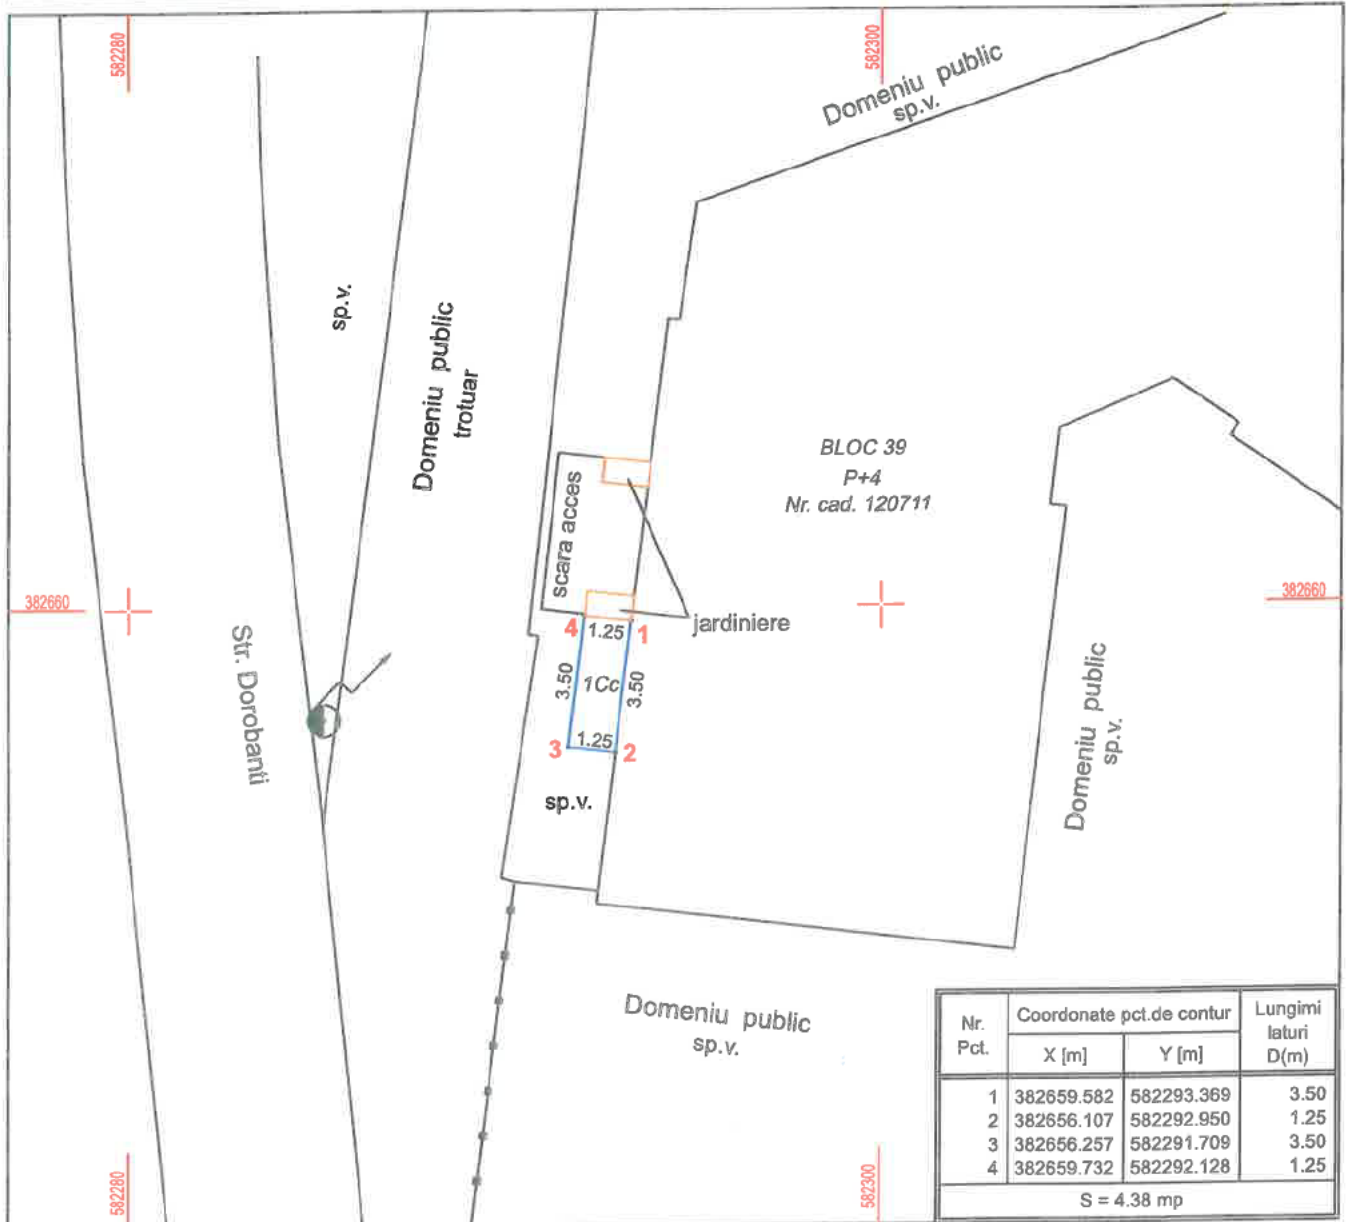 582280
582300
Domeniu public
sp.v.
sp.v.
Domeniu public
trotuar
BLOC 39
P+4
Nr. cad. 120711
scara acces
382660
382660
4
1.25
1
jardiniere
Str. Dorobanti
3.50
1Cc
3.50
Domeniu public
sp.v.
3
1.25
2
sp.v.
Domeniu public
sp.v.
Nr. Pct. Coordonate pct.de contur Lungimi laturi D(m)
X [m] Y [m]
1 382659.582 582293.369 3.50
2 382656.107 582292.950 1.25
3 382656.257 582291.709 3.50
4 382659.732 582292.128 1.25
S = 4.38 mp
582280
582300